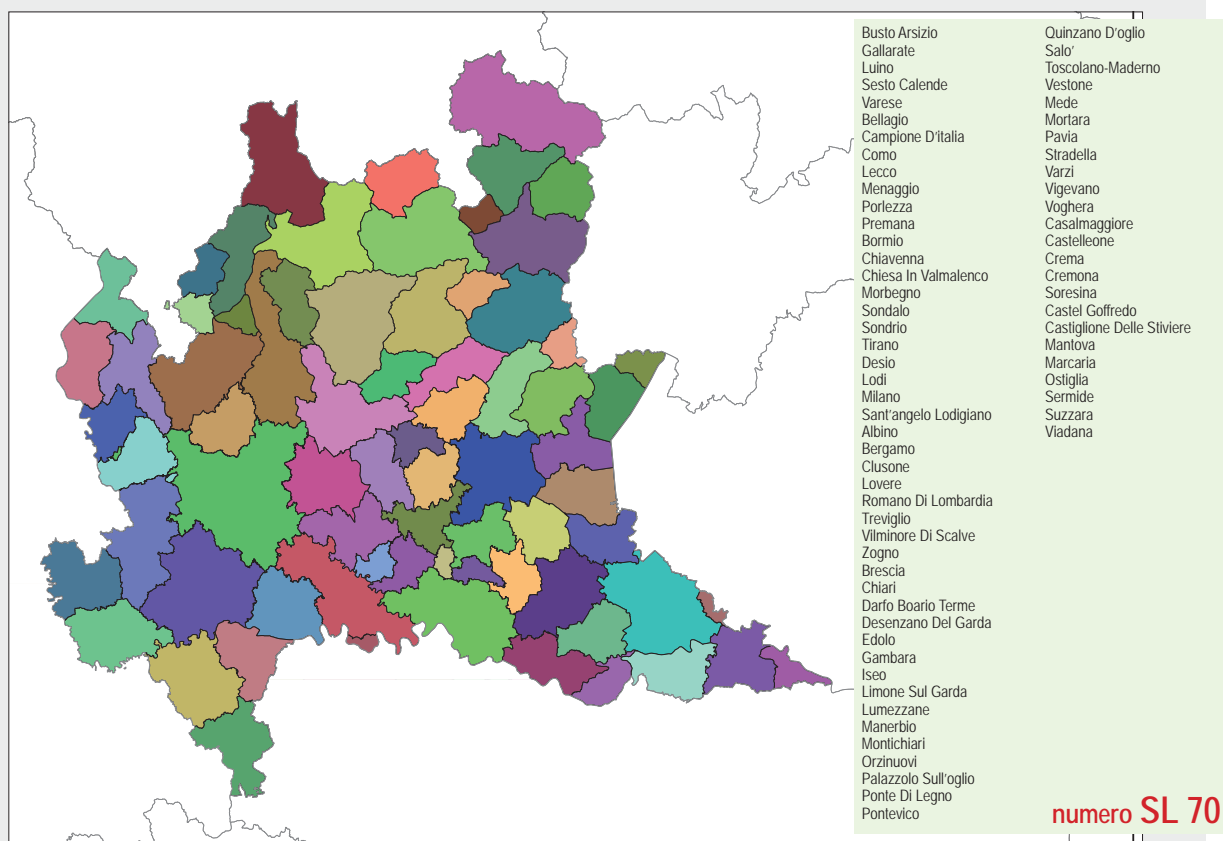 Busto Arsizio
Gallarate
Luino
Sesto Calende
Varese
Bellagio
Campione D'italia
Como
Lecco
Menaggio
Porlezza
Premana
Bormio
Chiavenna
Chiesa In Valmalenco
Morbegno
Sondalo
Sondrio
Tirano
Desio
Lodi
Milano
Sant'angelo Lodigiano
Albino
Bergamo
Clusone
Lovere
Romano Di Lombardia
Treviglio
Vilminore Di Scalve
Zogno
Brescia
Chiari
Darfo Boario Terme
Desenzano Del Garda
Edolo
Gambara
Iseo
Limone Sul Garda
Lumezzane
Manerbio
Montichiari
Orzinuovi
Palazzolo Sull'oglio
Ponte Di Legno
Pontevico
Quinzano D'oglio
Salo'
Toscolano-Maderno
Vestone
Mede
Mortara
Pavia
Stradella
Varzi
Vigevano
Voghera
Casalmaggiore
Castelleone
Crema
Cremona
Soresina
Castel Goffredo
Castiglione Delle Stiviere
Mantova
Marcaria
Ostiglia
Sermide
Suzzara
Viadana
numero SL 70